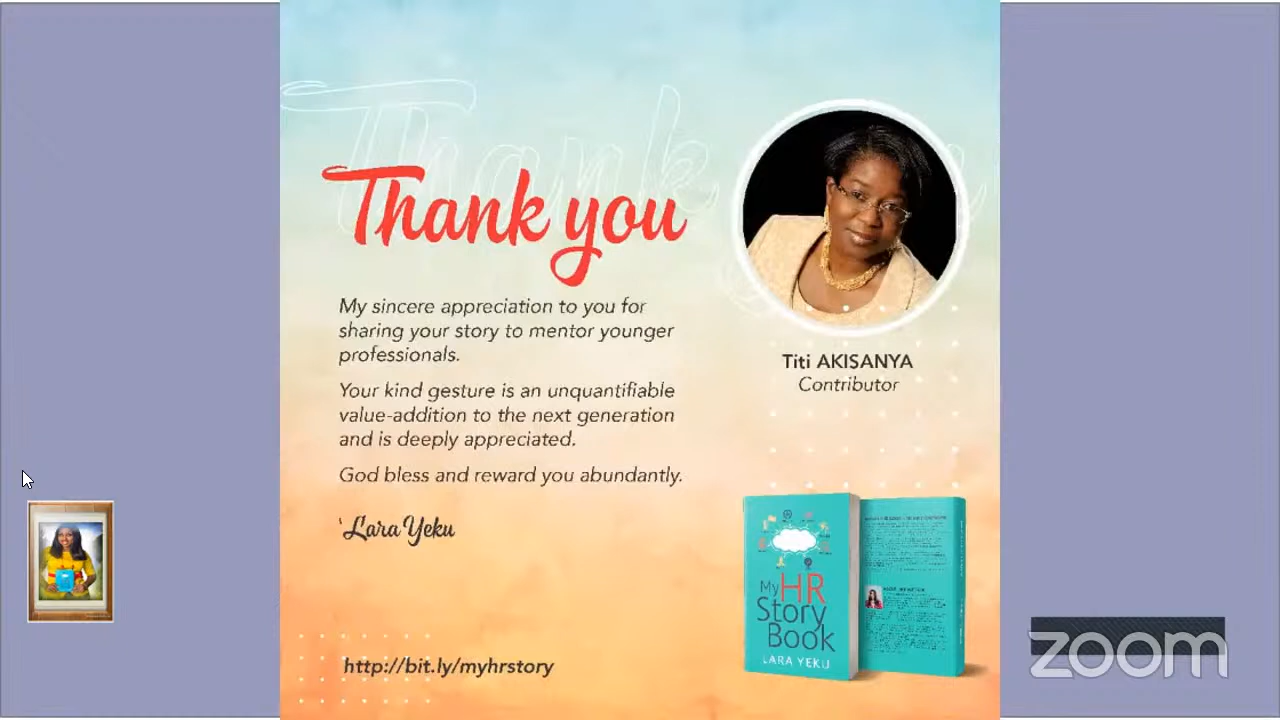 Thank you
My sincere appreciation to you for
sharing your story to mentor younger
professionals.
Your kind gesture is an unquantifiable
value-addition to the next generation
and is deeply appreciated.
God bless and reward you abundantly.
'Lara Yeku
http://bit.ly/myhrstory
Titi AKISANYA
Contributor
My HR
Story
Book
LARA YEKU
zoom